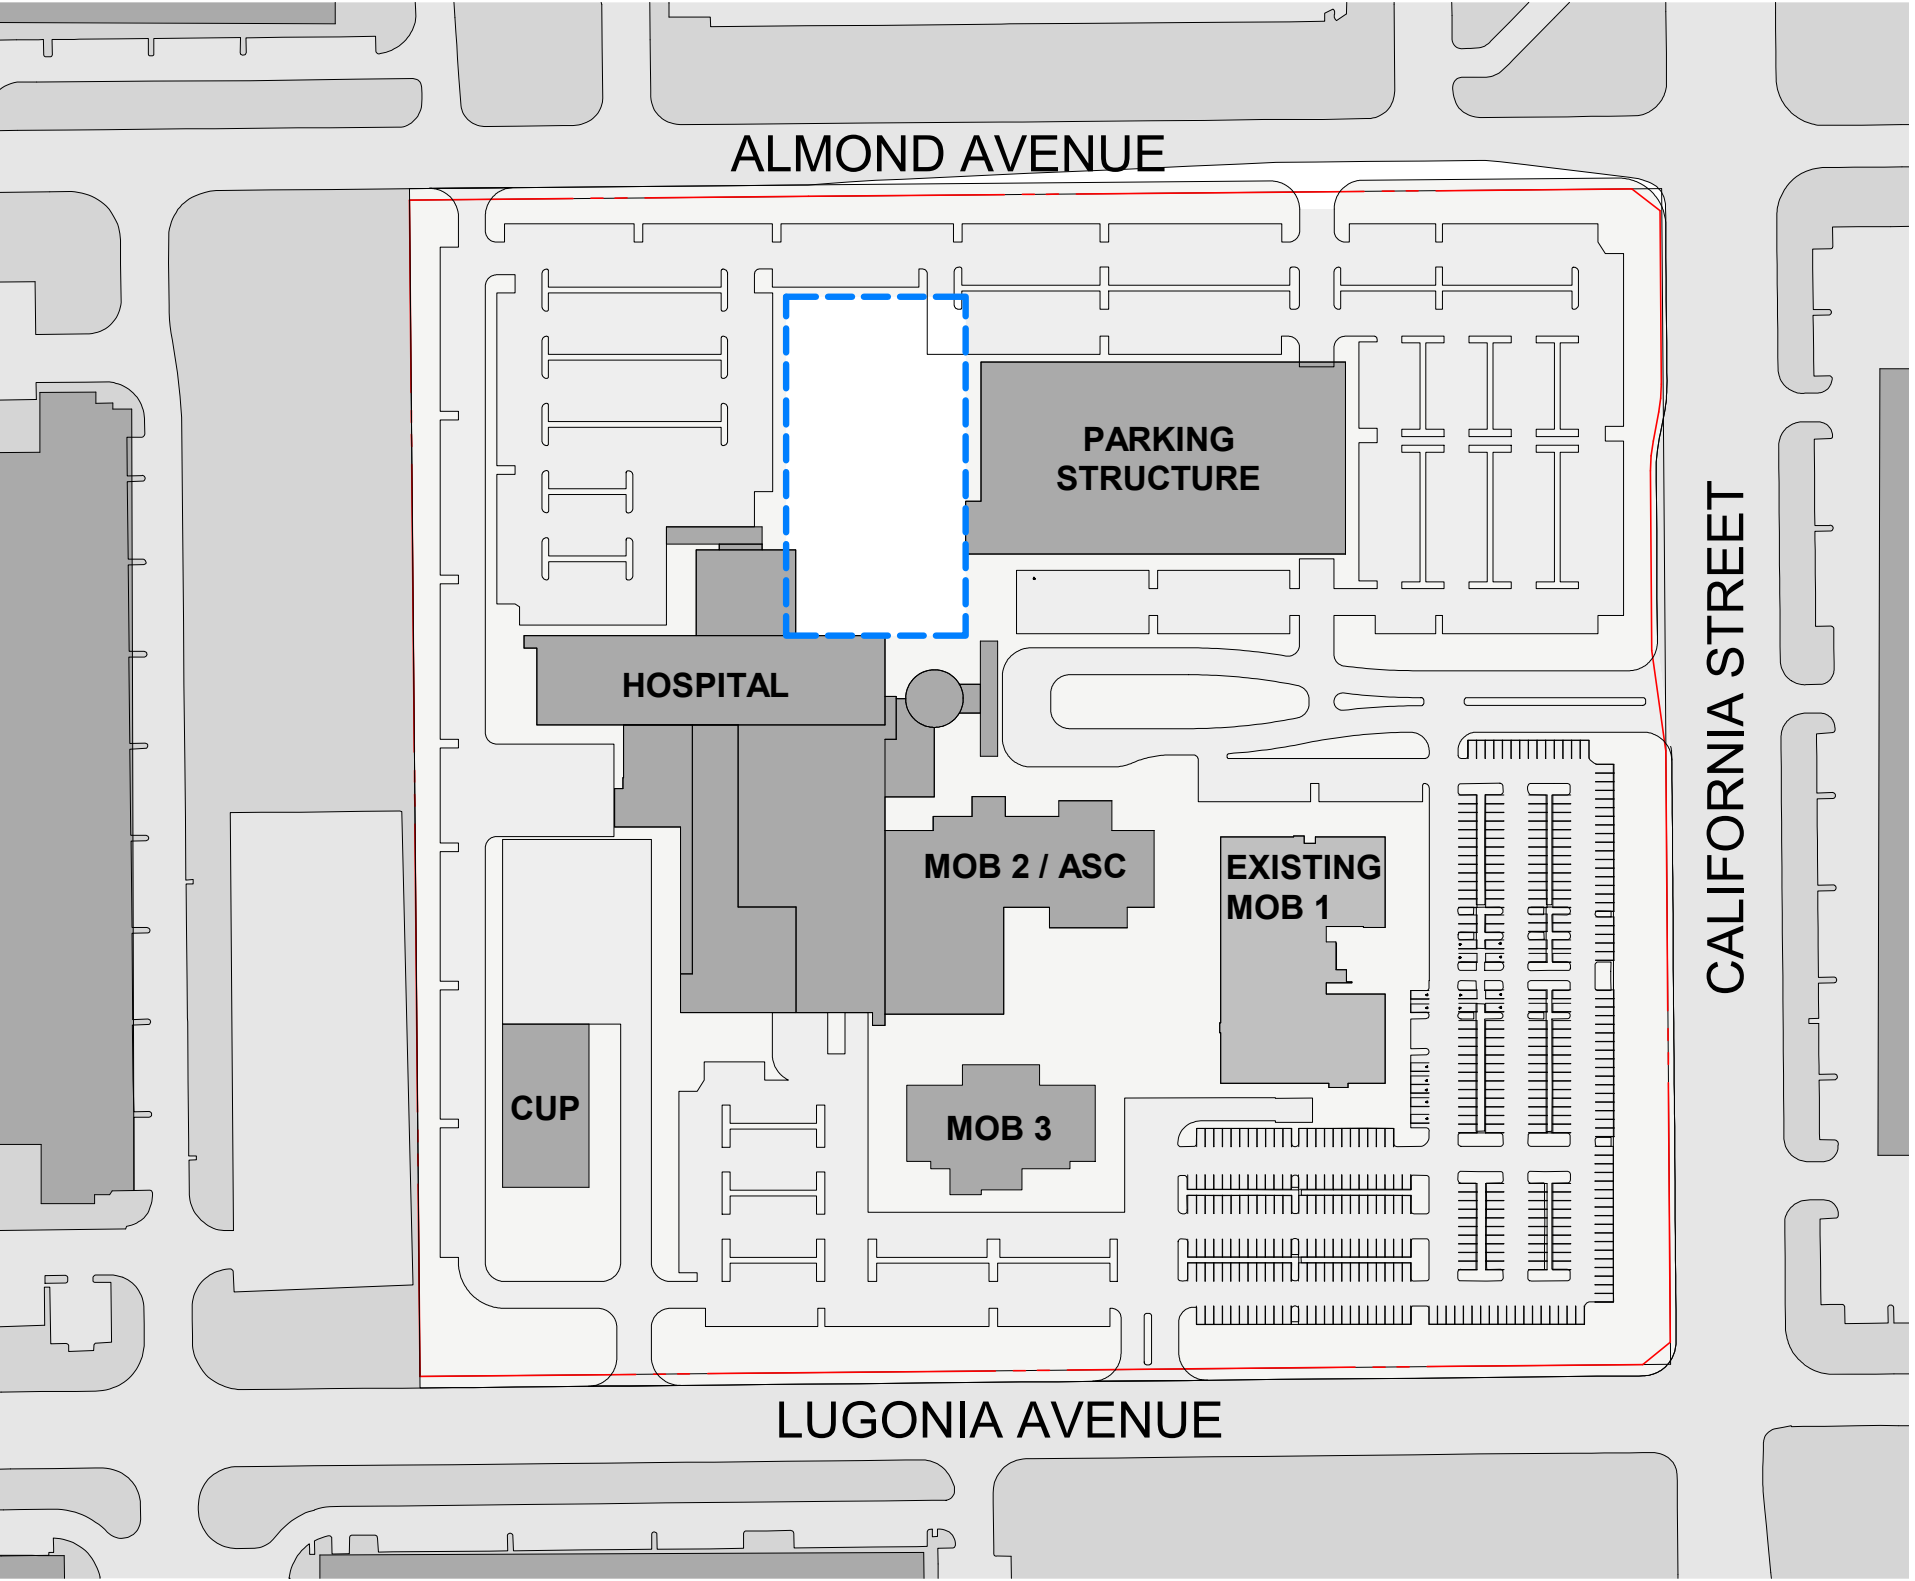 ALMOND AVENUE
PARKING
STRUCTURE
HOSPITAL
CALIFORNIA STREET
MOB 2 / ASC
EXISTING
MOB 1
CUP
MOB 3
LUGONIA AVENUE